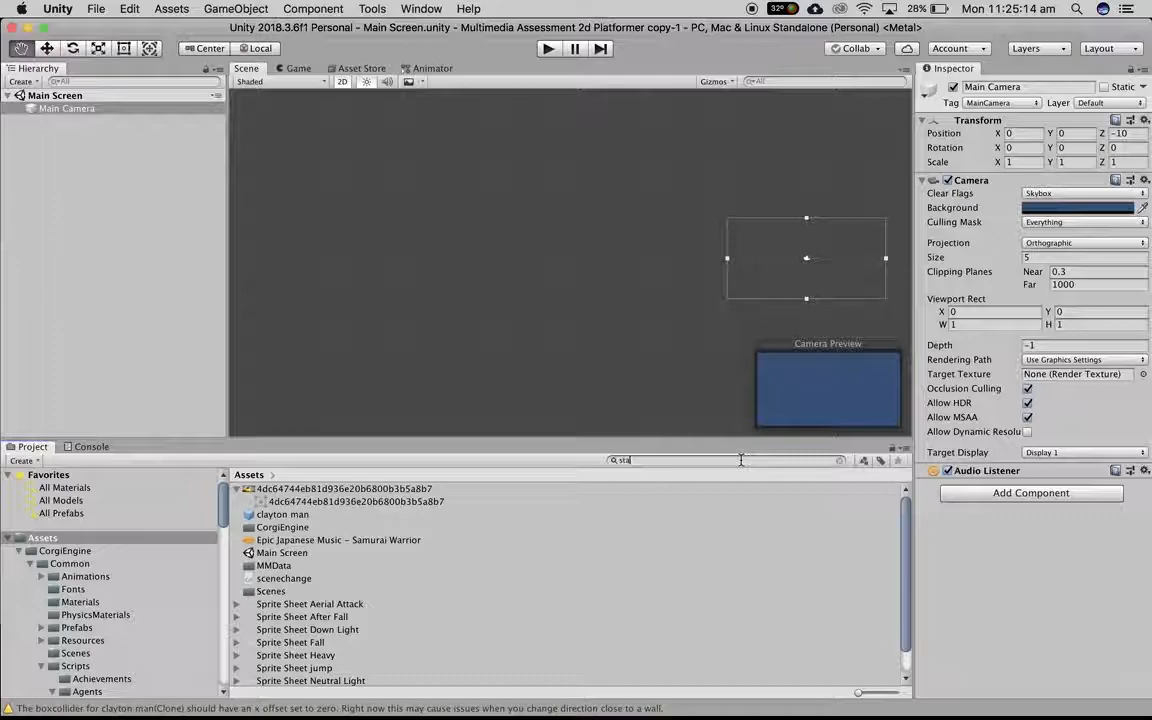 Unity File Edit Assets GameObject Component Tools Window Help 32° 28% Mon 11:25:14 am
Unity 2018.3.6f1 Personal - Main Screen.unity - Multimedia Assessment 2d Platformer copy-1 - PC, Mac & Linux Standalone (Personal) <Metal>
Center Local Collab Account Layers Layout
Hierarchy Scene Game Asset Store Animator Inspector
Create All Shaded 2D Gizmos All
Main Screen
Main Camera
Main Camera Static
Tag MainCamera Layer Default
Transform
Position X 0 Y 0 Z -10
Rotation X 0 Y 0 Z 0
Scale X 1 Y 1 Z 1
Camera
Clear Flags Skybox
Background
Culling Mask Everything
Projection Orthographic
Size 5
Clipping Planes Near 0.3
Far 1000
Viewport Rect
X 0 Y 0
W 1 H 1
Depth -1
Rendering Path Use Graphics Settings
Target Texture None (Render Texture)
Occlusion Culling
Allow HDR
Allow MSAA
Allow Dynamic Resolu
Target Display Display 1
Audio Listener
Add Component
Camera Preview
Project Console
Create sta
Favorites
All Materials
All Models
All Prefabs
Assets
CorgiEngine
Common
Animations
Fonts
Materials
PhysicsMaterials
Prefabs
Resources
Scenes
Scripts
Achievements
Agents
Assets
4dc64744eb81d936e20b6800b3b5a8b7
4dc64744eb81d936e20b6800b3b5a8b7
clayton man
CorgiEngine
Epic Japanese Music - Samurai Warrior
Main Screen
MMData
scenechange
Scenes
Sprite Sheet Aerial Attack
Sprite Sheet After Fall
Sprite Sheet Down Light
Sprite Sheet Fall
Sprite Sheet Heavy
Sprite Sheet jump
Sprite Sheet Neutral Light
The boxcollider for clayton man(Clone) should have an x offset set to zero. Right now this may cause issues when you change direction close to a wall.